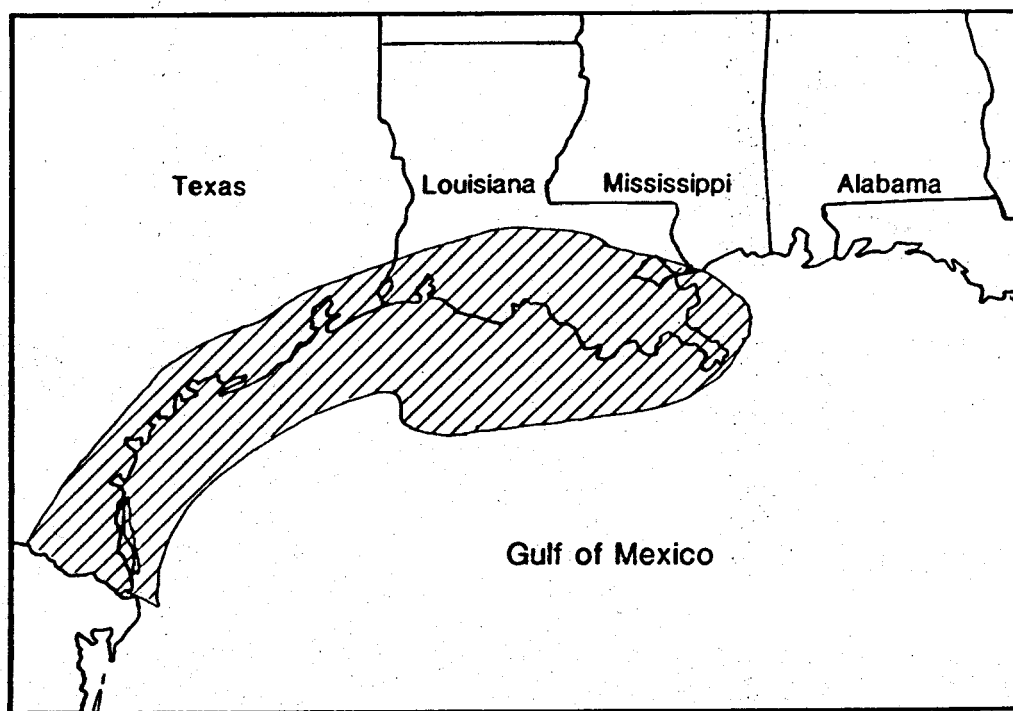 Texas
Louisiana
Mississippi
Alabama
Gulf of Mexico